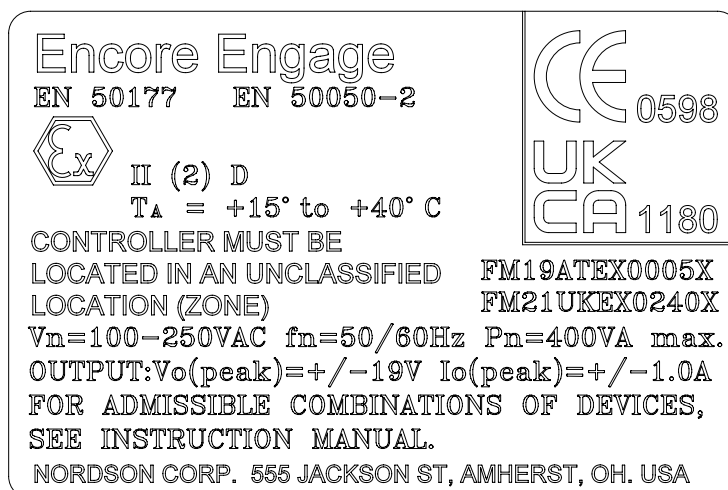 Encore Engage
EN 50177 EN 50050-2
CE 0598
Ex
II (2) D
UK
CA 1180
TA = +15° to +40° C
CONTROLLER MUST BE
LOCATED IN AN UNCLASSIFIED
LOCATION (ZONE)
FM19ATEX0005X
FM21UKEX0240X
Vn=100-250VAC fn=50/60Hz Pn=400VA max.
OUTPUT:Vo(peak)=+/-19V Io(peak)=+/-1.0A
FOR ADMISSIBLE COMBINATIONS OF DEVICES,
SEE INSTRUCTION MANUAL.
NORDSON CORP. 555 JACKSON ST, AMHERST, OH. USA